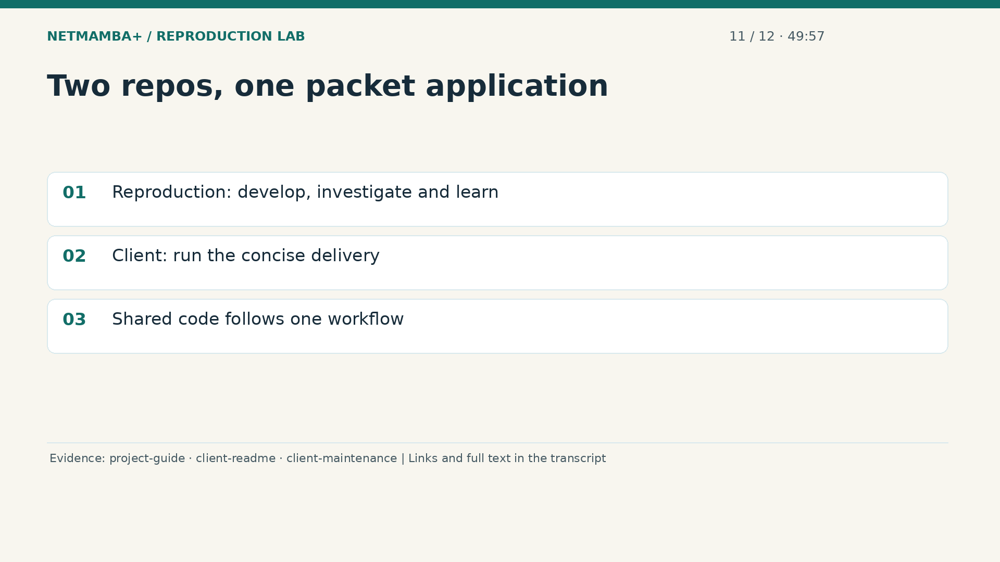 NETMAMBA+ / REPRODUCTION LAB
11 / 12 · 49:57
Two repos, one packet application
01 Reproduction: develop, investigate and learn
02 Client: run the concise delivery
03 Shared code follows one workflow
Evidence: project-guide · client-readme · client-maintenance | Links and full text in the transcript